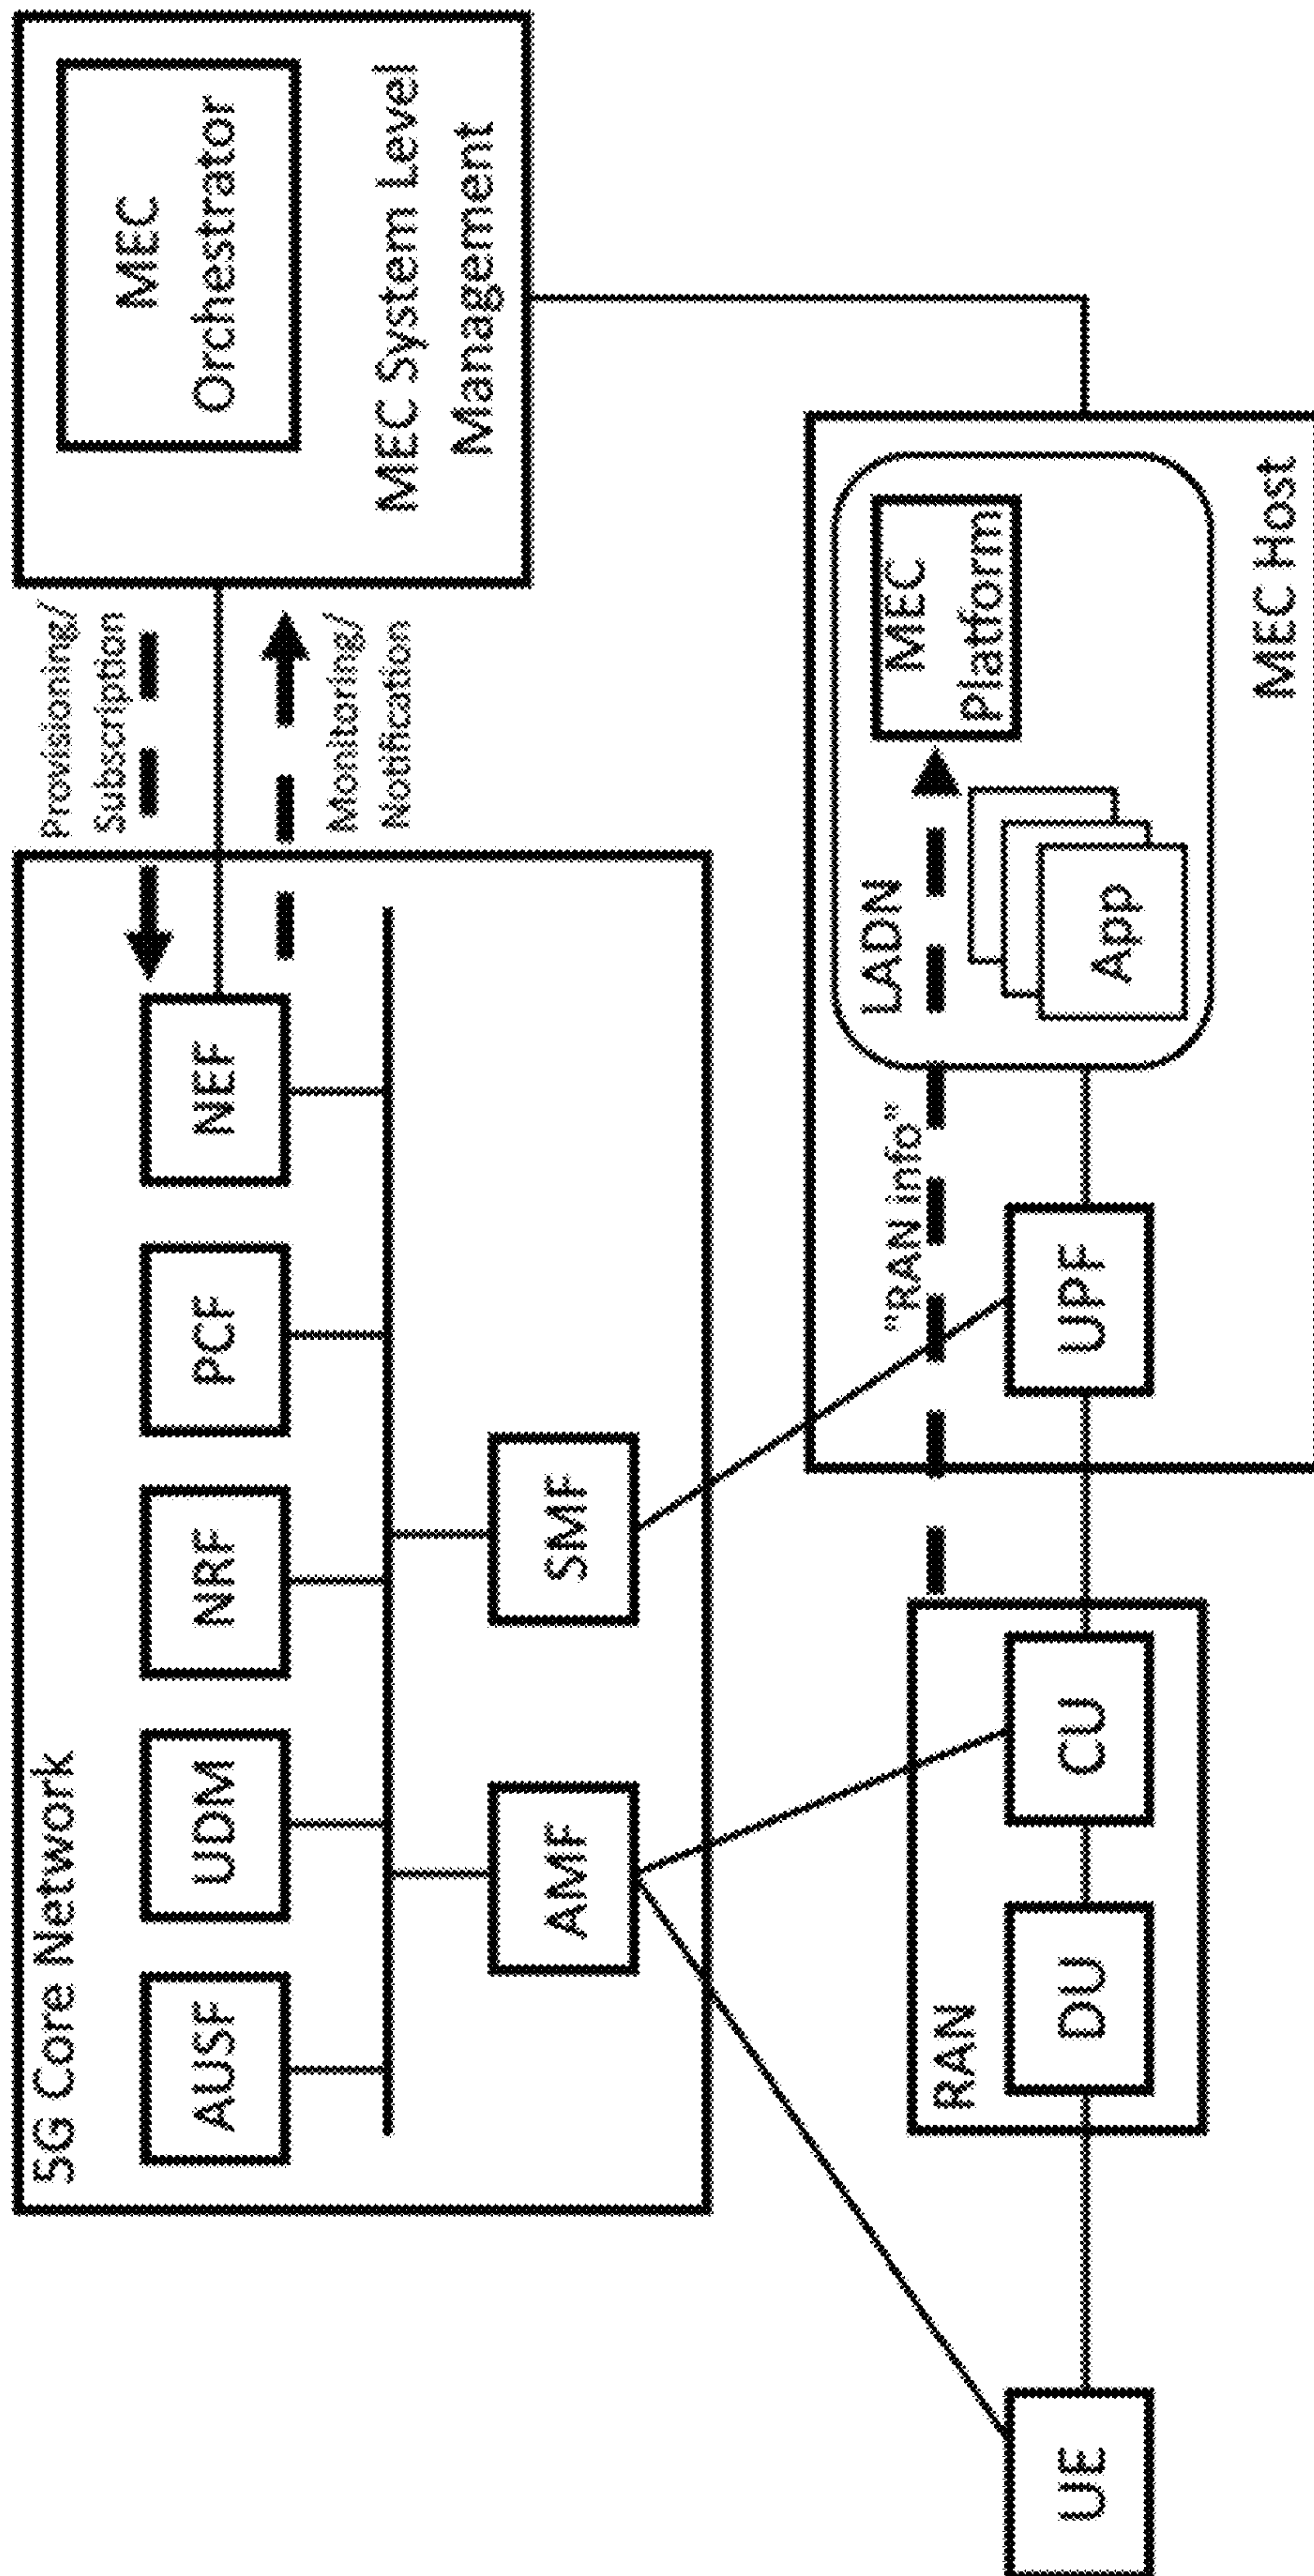 5G Core Network
AUSF
UDM
NRF
PCF
NEF
AMF
SMF
Provisioning/
Subscription
Monitoring/
Notification
MEC
Orchestrator
MEC System Level
Management
UE
RAN
DU
CU
"RAN info"
UPF
LADN
App
MEC
Platform
MEC Host